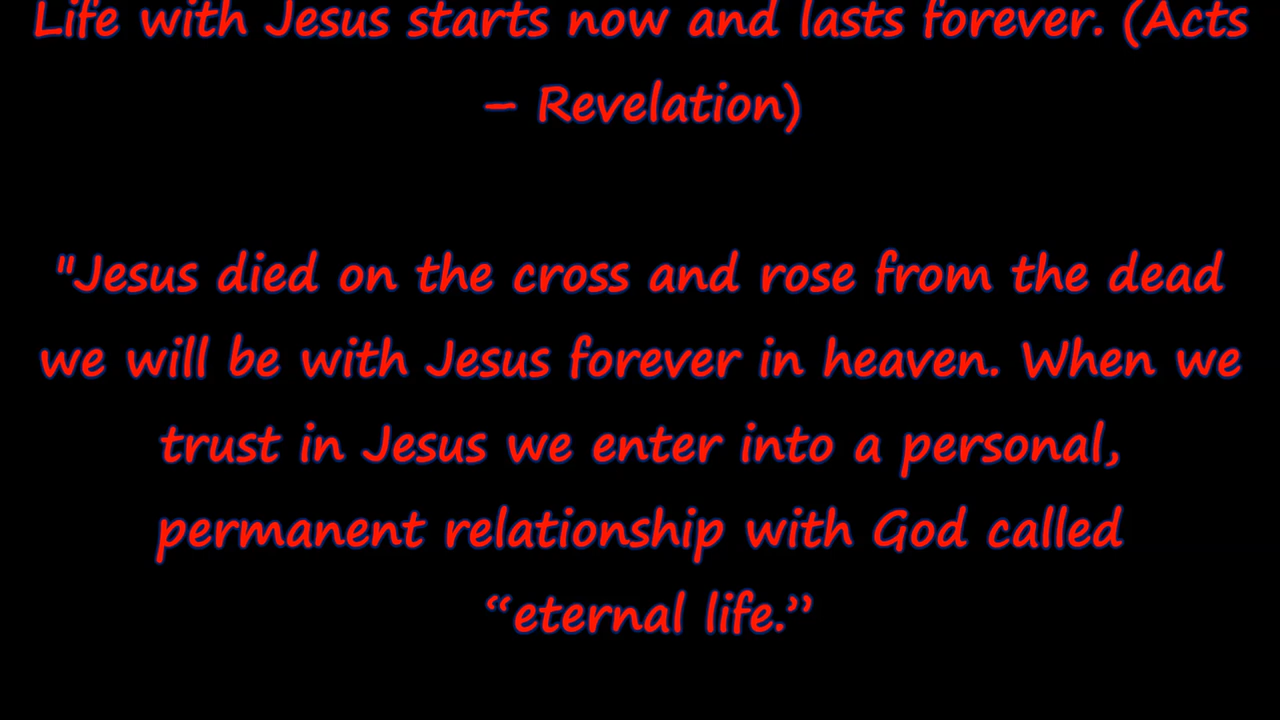 Life with Jesus starts now and lasts forever. (Acts
– Revelation)
"Jesus died on the cross and rose from the dead
we will be with Jesus forever in heaven. When we
trust in Jesus we enter into a personal,
permanent relationship with God called
“eternal life.”